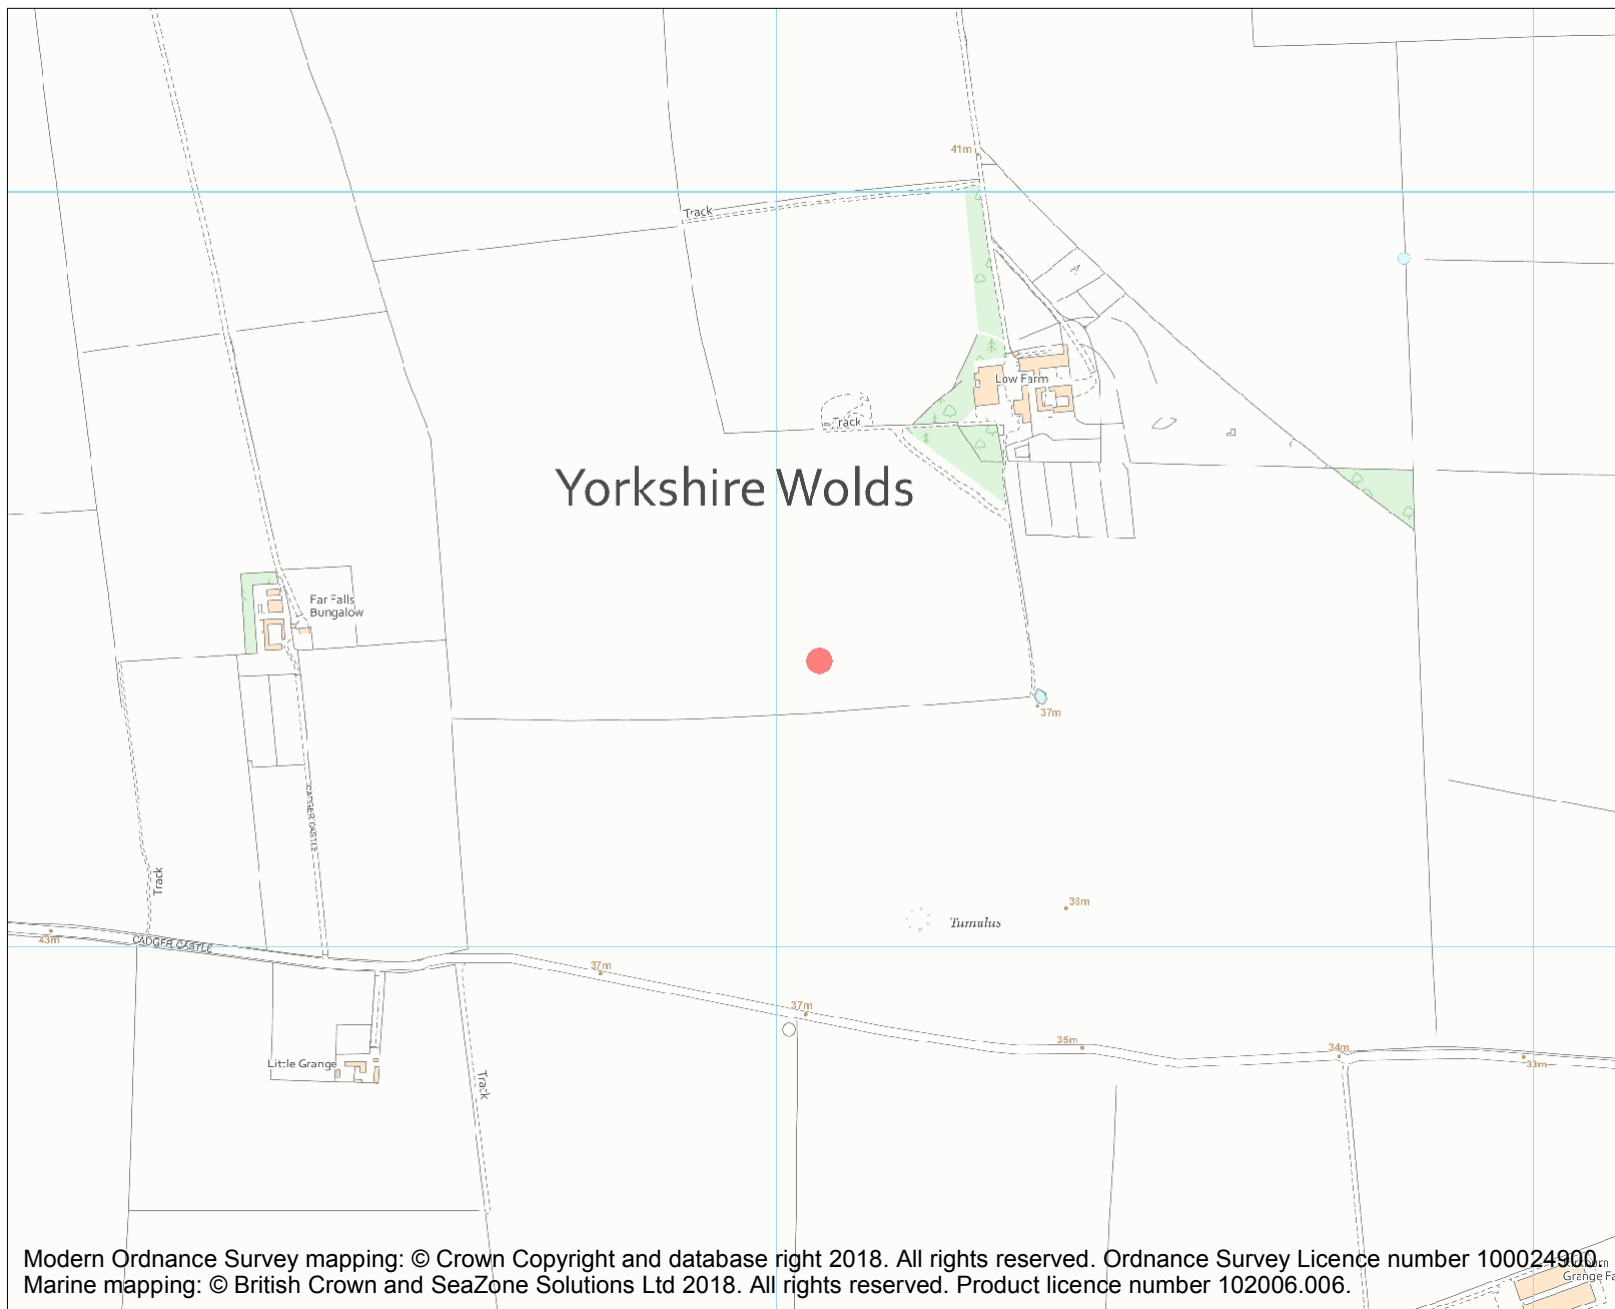 41m
Track
Low Farm
Track
Yorkshire Wolds
Far Falls
Bungalow
37m
CADGER CASTLE
Track
38m
Tumulus
43m
CADGER CASTLE
37m
37m
35m
34m
33m
Little Grange
Track
Modern Ordnance Survey mapping: © Crown Copyright and database right 2018. All rights reserved. Ordnance Survey Licence number 100024900.
Marine mapping: © British Crown and SeaZone Solutions Ltd 2018. All rights reserved. Product licence number 102006.006.
Grange Fa